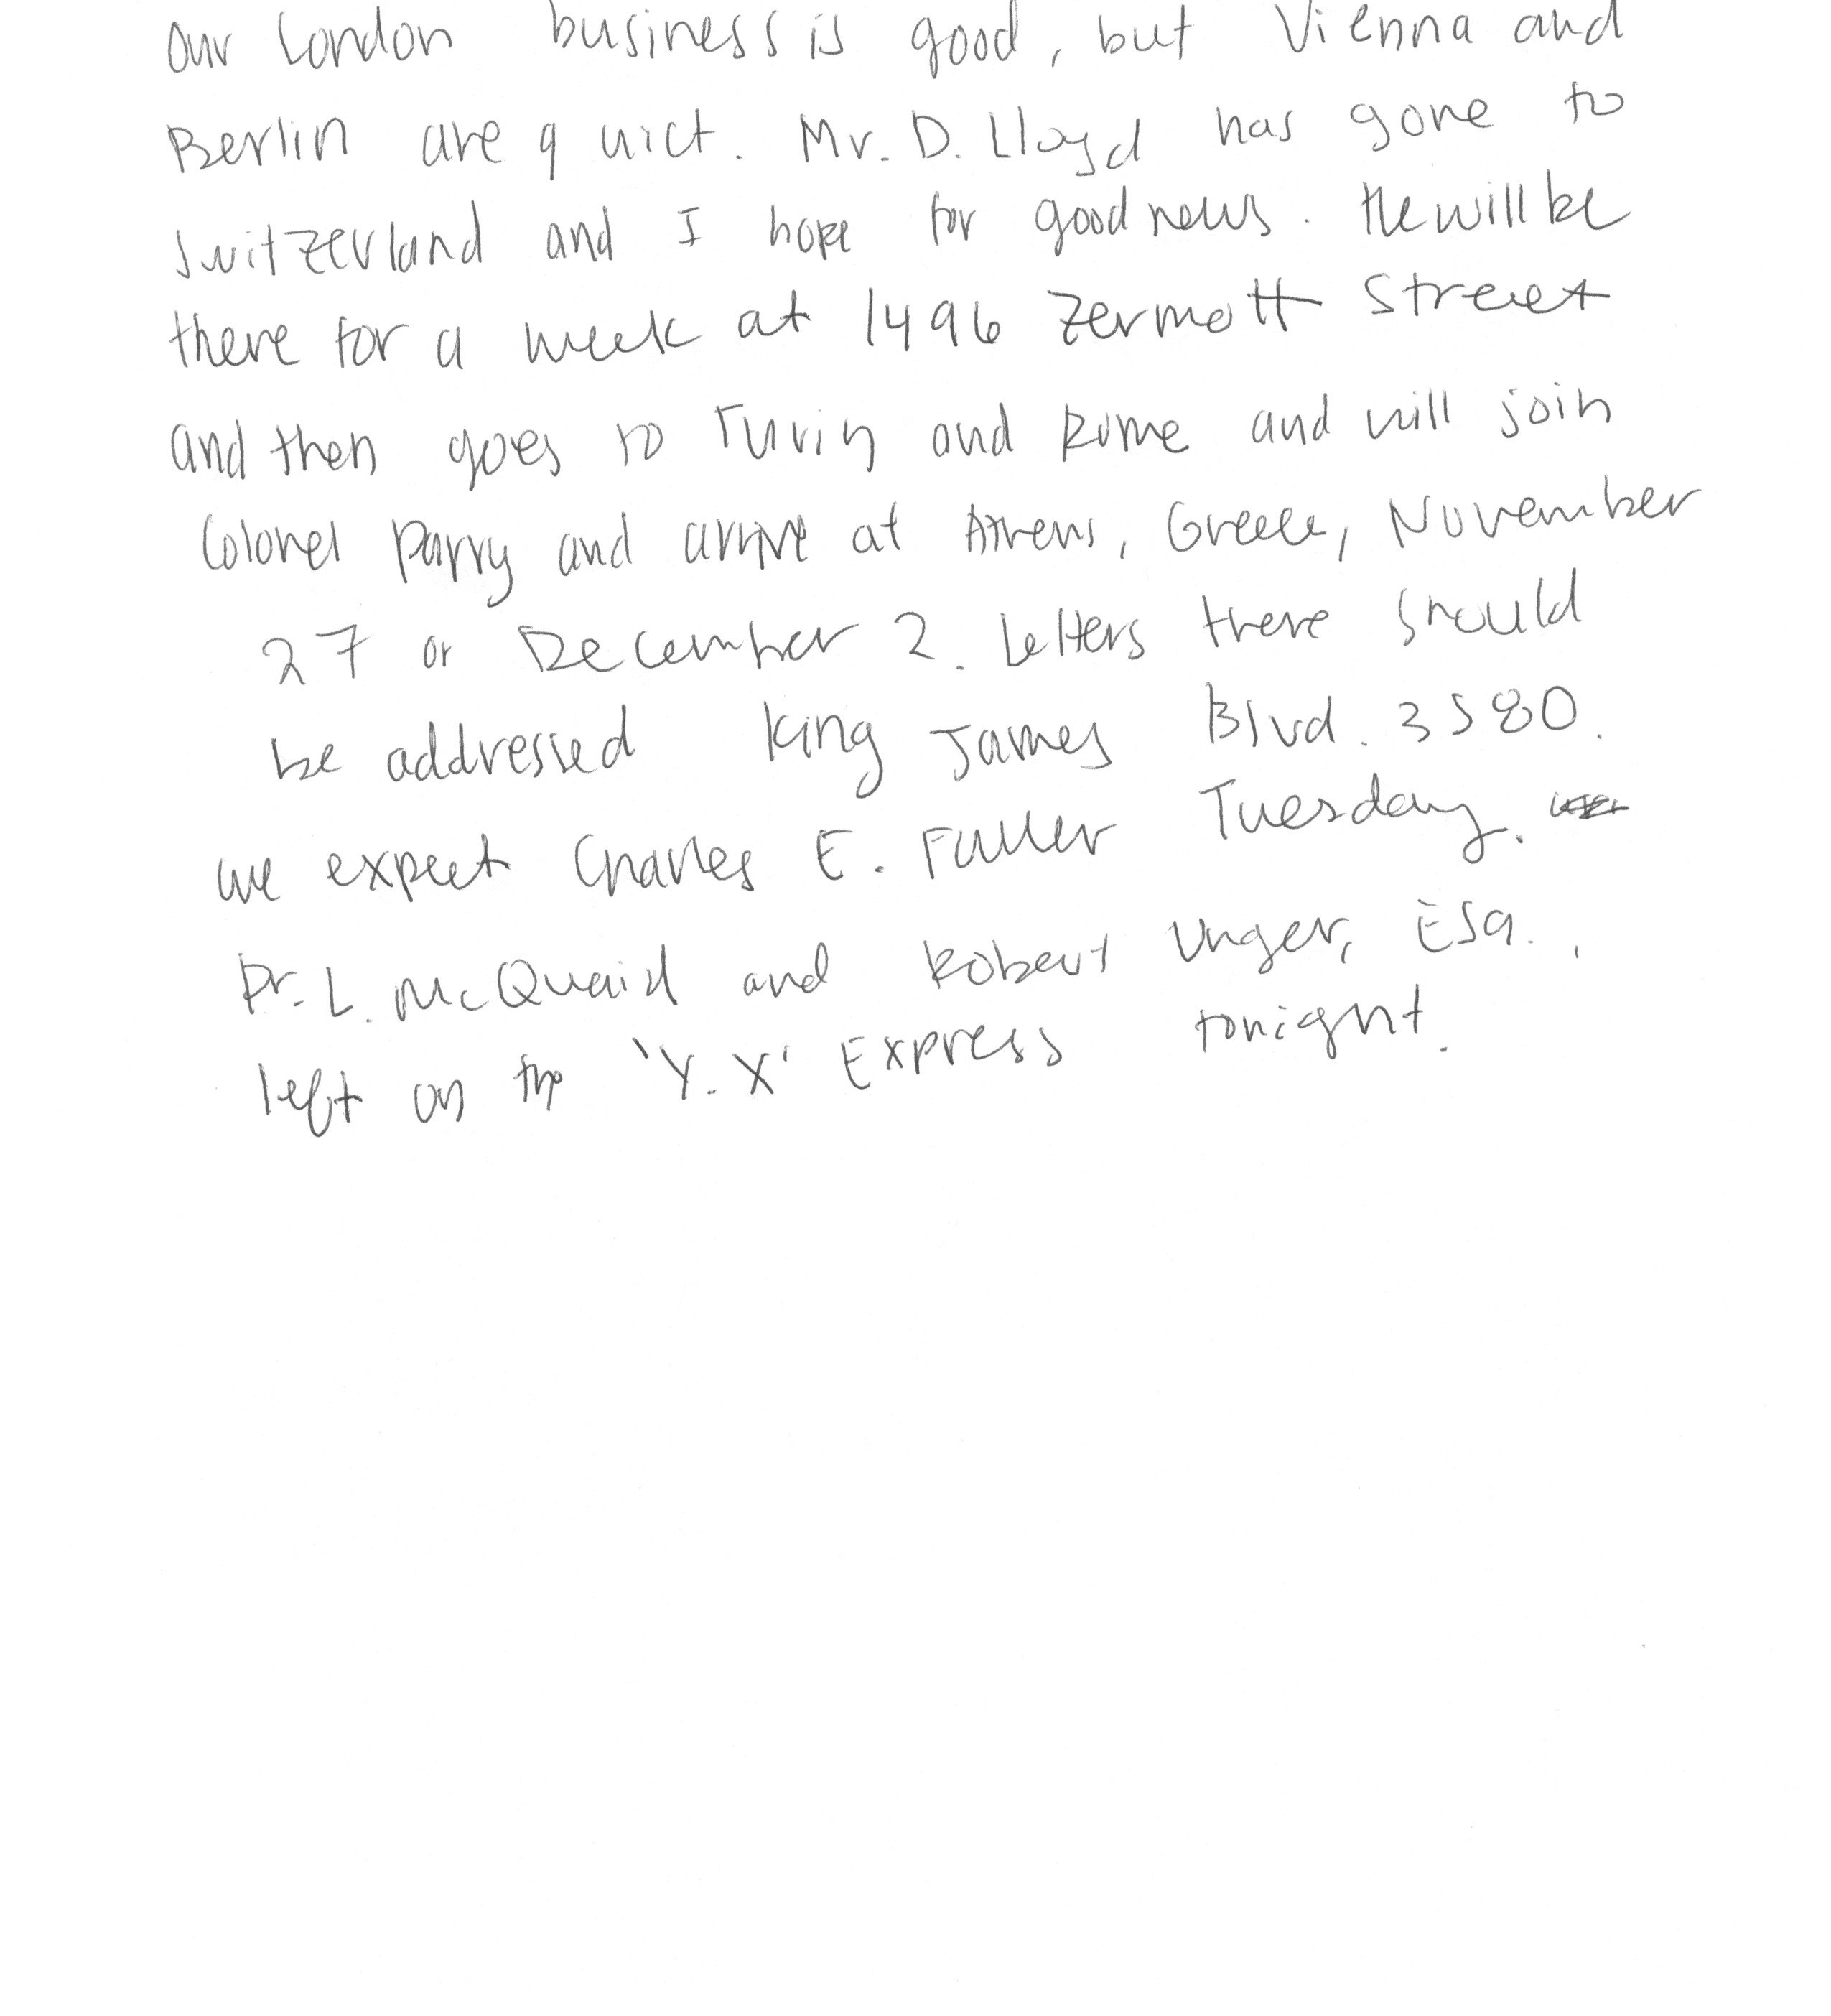 our London business is good, but Vienna and
Berlin are quiet. Mr. D. Lloyd has gone to
Switzerland and I hope for good news. He will be
there for a week at 1496 Zermott Street
and then goes to Turin and Rome and will join
Colonel Parry and arrive at Athens, Greece, November
27 or December 2. Letters there should
be addressed King James Blvd. 3580.
we expect Charles E. Fuller Tuesday.
Dr. L. McQuaid and Robert Unger, Esq.,
left on the 'Y.X' Express tonight.